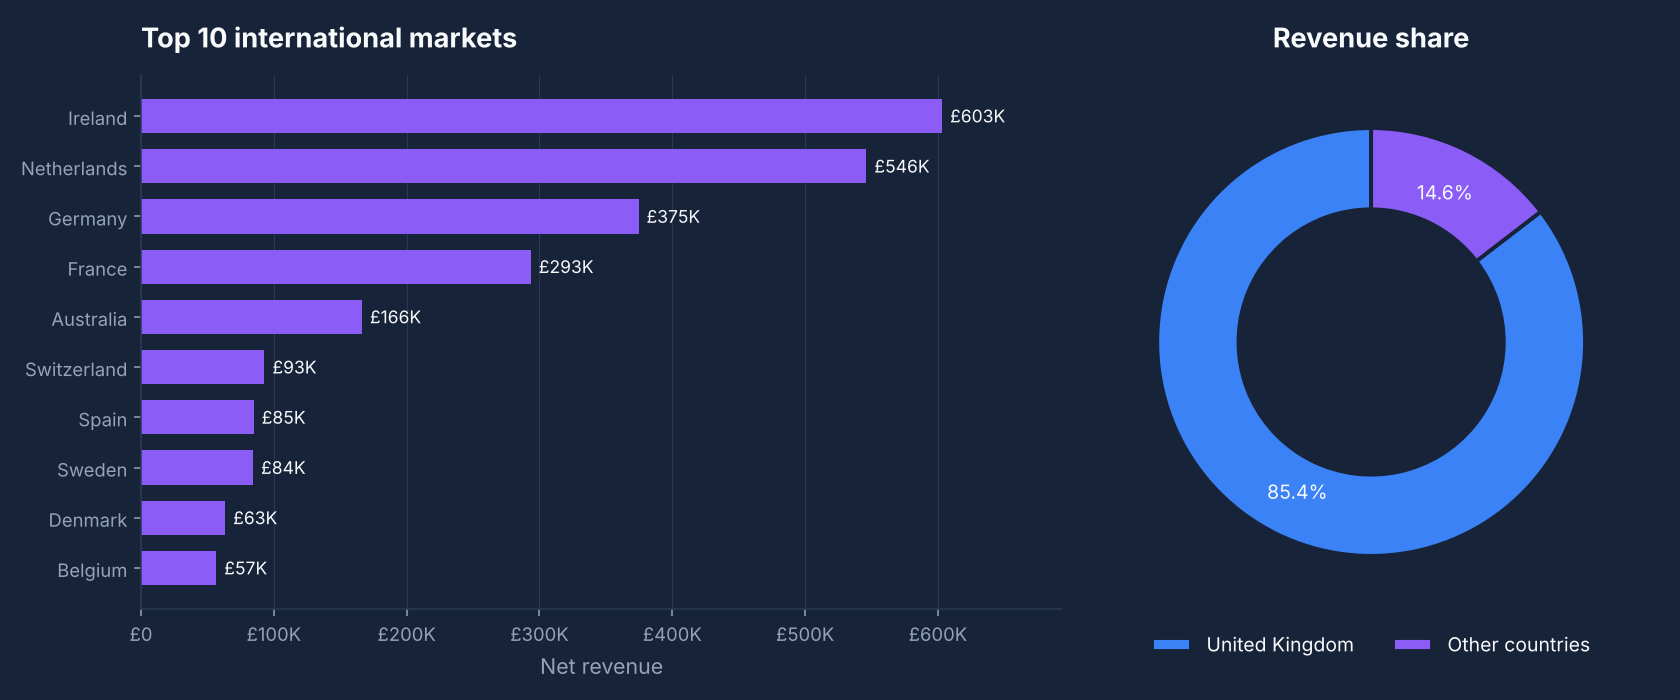 Top 10 international markets
Ireland £603K
Netherlands £546K
Germany £375K
France £293K
Australia £166K
Switzerland £93K
Spain £85K
Sweden £84K
Denmark £63K
Belgium £57K
£0 £100K £200K £300K £400K £500K £600K
Net revenue
Revenue share
14.6%
85.4%
United Kingdom Other countries